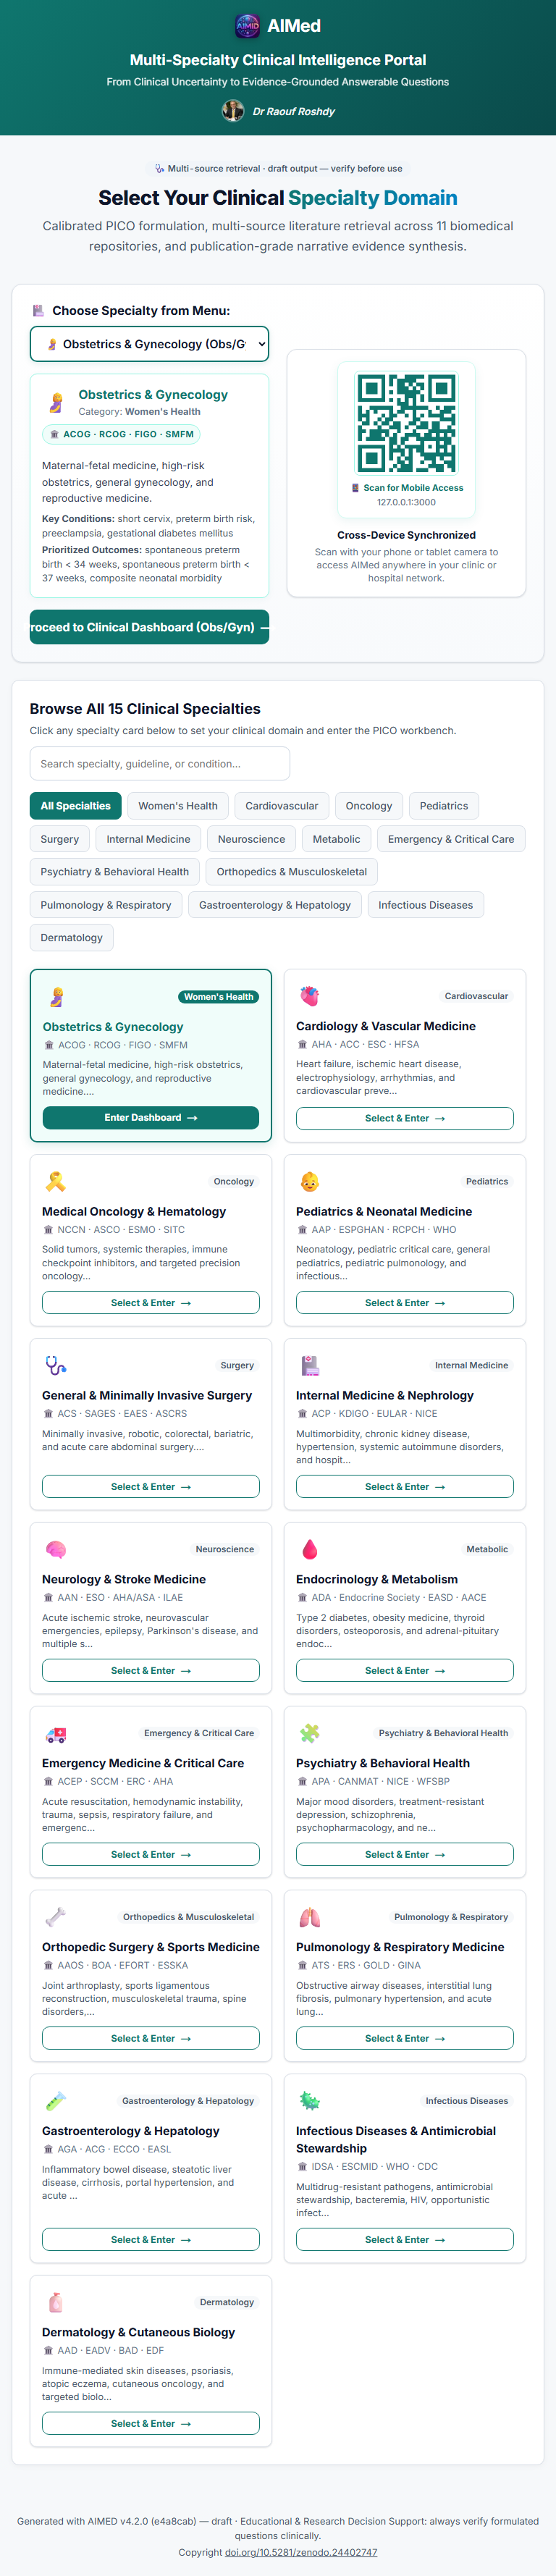 AIMED
AIMed
Multi-Specialty Clinical Intelligence Portal
From Clinical Uncertainty to Evidence-Grounded Answerable Questions
Dr Raouf Roshdy
Multi-source retrieval · draft output — verify before use
Select Your Clinical Specialty Domain
Calibrated PICO formulation, multi-source literature retrieval across 11 biomedical
repositories, and publication-grade narrative evidence synthesis.
Choose Specialty from Menu:
Obstetrics & Gynecology (Obs/G
Obstetrics & Gynecology
Category: Women's Health
ACOG · RCOG · FIGO · SMFM
Maternal-fetal medicine, high-risk
obstetrics, general gynecology, and
reproductive medicine.
Key Conditions: short cervix, preterm birth risk,
preeclampsia, gestational diabetes mellitus
Prioritized Outcomes: spontaneous preterm
birth < 34 weeks, spontaneous preterm birth <
37 weeks, composite neonatal morbidity
roceed to Clinical Dashboard (Obs/Gyn) —
Scan for Mobile Access
127.0.0.1:3000
Cross-Device Synchronized
Scan with your phone or tablet camera to
access AIMed anywhere in your clinic or
hospital network.
Browse All 15 Clinical Specialties
Click any specialty card below to set your clinical domain and enter the PICO workbench.
Search specialty, guideline, or condition...
All Specialties
Women's Health
Cardiovascular
Oncology
Pediatrics
Surgery
Internal Medicine
Neuroscience
Metabolic
Emergency & Critical Care
Psychiatry & Behavioral Health
Orthopedics & Musculoskeletal
Pulmonology & Respiratory
Gastroenterology & Hepatology
Infectious Diseases
Dermatology
Women's Health
Obstetrics & Gynecology
ACOG · RCOG · FIGO · SMFM
Maternal-fetal medicine, high-risk obstetrics,
general gynecology, and reproductive
medicine....
Enter Dashboard →
Cardiovascular
Cardiology & Vascular Medicine
AHA · ACC · ESC · HFSA
Heart failure, ischemic heart disease,
electrophysiology, arrhythmias, and
cardiovascular preve...
Select & Enter →
Oncology
Medical Oncology & Hematology
NCCN · ASCO · ESMO · SITC
Solid tumors, systemic therapies, immune
checkpoint inhibitors, and targeted precision
oncology...
Select & Enter →
Pediatrics
Pediatrics & Neonatal Medicine
AAP · ESPGHAN · RCPCH · WHO
Neonatology, pediatric critical care, general
pediatrics, pediatric pulmonology, and
infectious...
Select & Enter →
Surgery
General & Minimally Invasive Surgery
ACS · SAGES · EAES · ASCRS
Minimally invasive, robotic, colorectal, bariatric,
and acute care abdominal surgery....
Select & Enter →
Internal Medicine
Internal Medicine & Nephrology
ACP · KDIGO · EULAR · NICE
Multimorbidity, chronic kidney disease,
hypertension, systemic autoimmune disorders,
and hospit...
Select & Enter →
Neuroscience
Neurology & Stroke Medicine
AAN · ESO · AHA/ASA · ILAE
Acute ischemic stroke, neurovascular
emergencies, epilepsy, Parkinson's disease, and
multiple s...
Select & Enter →
Metabolic
Endocrinology & Metabolism
ADA · Endocrine Society · EASD · AACE
Type 2 diabetes, obesity medicine, thyroid
disorders, osteoporosis, and adrenal-pituitary
endoc...
Select & Enter →
Emergency & Critical Care
Emergency Medicine & Critical Care
ACEP · SCCM · ERC · AHA
Acute resuscitation, hemodynamic instability,
trauma, sepsis, respiratory failure, and
emergenc...
Select & Enter →
Psychiatry & Behavioral Health
Psychiatry & Behavioral Health
APA · CANMAT · NICE · WFSBP
Major mood disorders, treatment-resistant
depression, schizophrenia,
psychopharmacology, and ne...
Select & Enter →
Orthopedics & Musculoskeletal
Orthopedic Surgery & Sports Medicine
AAOS · BOA · EFORT · ESSKA
Joint arthroplasty, sports ligamentous
reconstruction, musculoskeletal trauma, spine
disorders,...
Select & Enter →
Pulmonology & Respiratory
Pulmonology & Respiratory Medicine
ATS · ERS · GOLD · GINA
Obstructive airway diseases, interstitial lung
fibrosis, pulmonary hypertension, and acute
lung...
Select & Enter →
Gastroenterology & Hepatology
Gastroenterology & Hepatology
AGA · ACG · ECCO · EASL
Inflammatory bowel disease, steatotic liver
disease, cirrhosis, portal hypertension, and
acute ...
Select & Enter →
Infectious Diseases
Infectious Diseases & Antimicrobial
Stewardship
IDSA · ESCMID · WHO · CDC
Multidrug-resistant pathogens, antimicrobial
stewardship, bacteremia, HIV, opportunistic
infect...
Select & Enter →
Dermatology
Dermatology & Cutaneous Biology
AAD · EADV · BAD · EDF
Immune-mediated skin diseases, psoriasis,
atopic eczema, cutaneous oncology, and
targeted biolo...
Select & Enter →
Generated with AIMED v4.2.0 (e4a8cab) — draft · Educational & Research Decision Support: always verify formulated
questions clinically.
Copyright doi.org/10.5281/zenodo.24402747